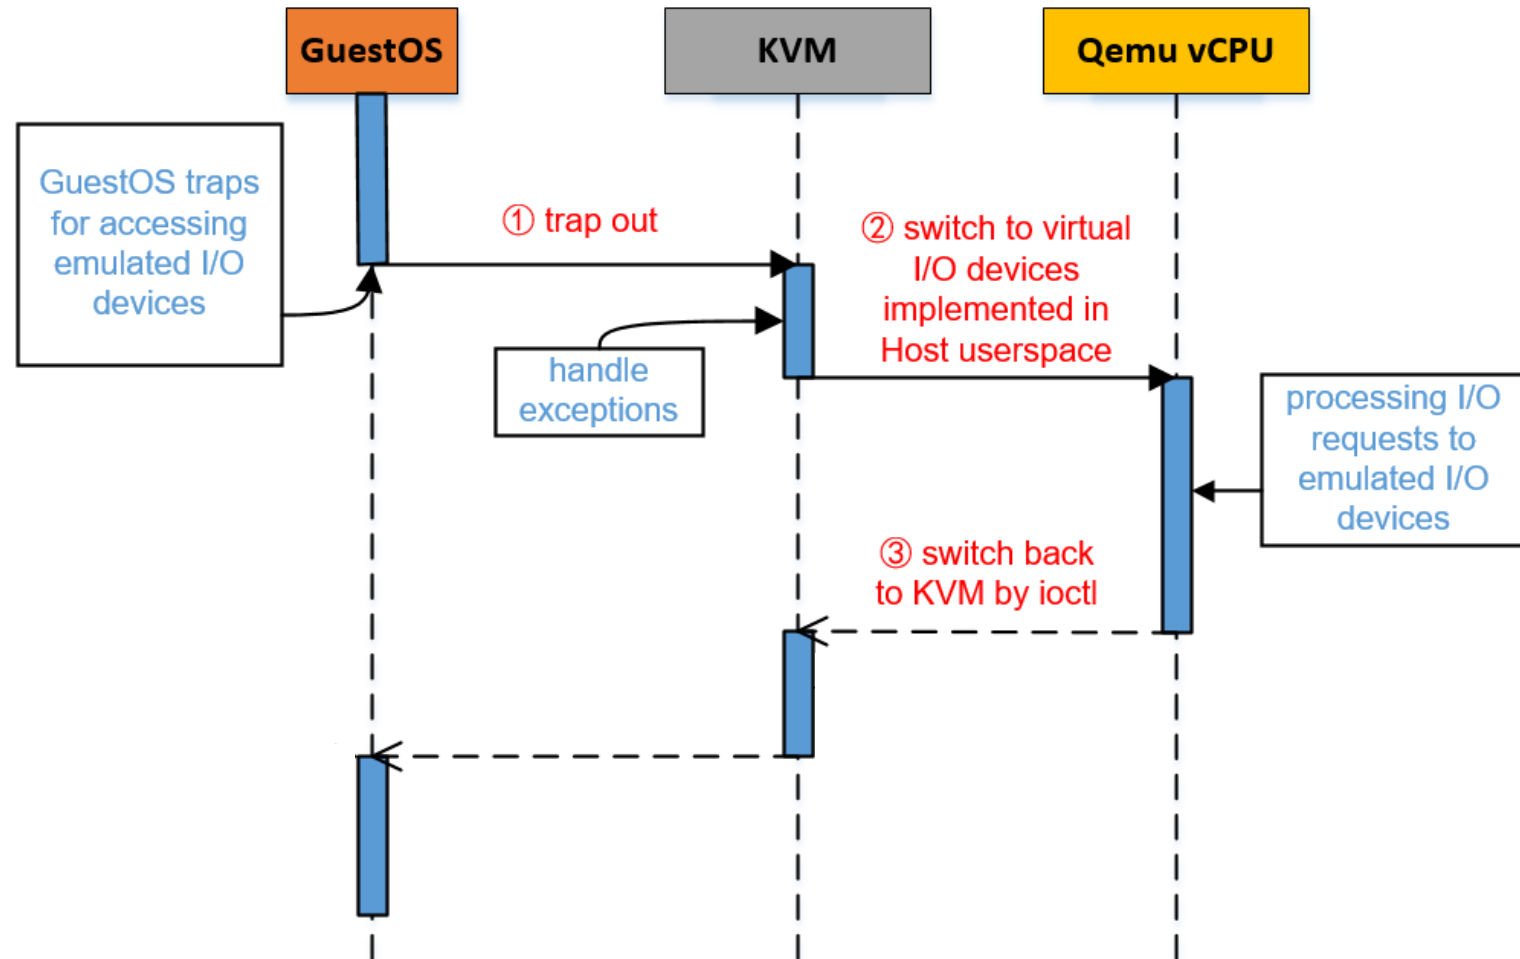 GuestOS
KVM
Qemu vCPU
GuestOS traps
for accessing
emulated I/O
devices
① trap out
② switch to virtual
I/O devices
implemented in
Host userspace
handle
exceptions
processing I/O
requests to
emulated I/O
devices
③ switch back
to KVM by ioctl